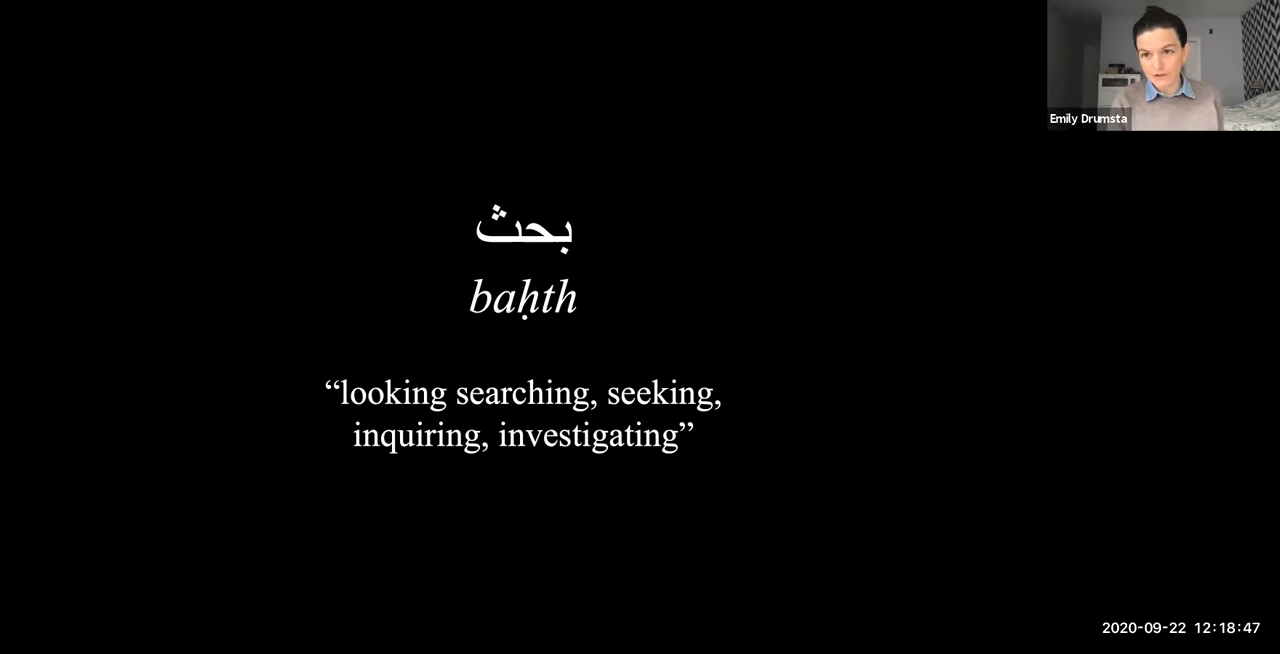 Emily Drumsta
بحث
baḥth
“looking searching, seeking,
inquiring, investigating”
2020-09-22 12:18:47